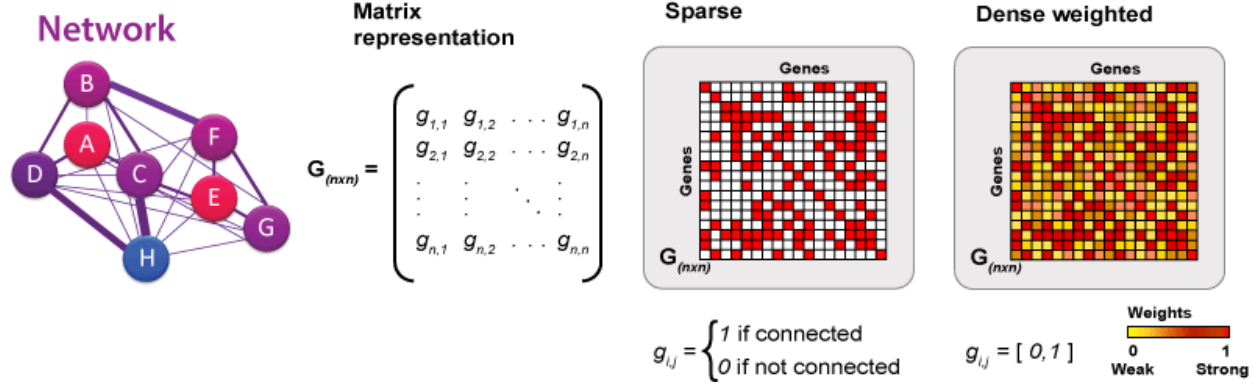 Network
B
A
F
D
C
E
G
H
Matrix
representation
G(nxn) =
g1,1 g1,2 . . . g1,n
g2,1 g2,2 . . . g2,n
. . . .
. . . .
. . . .
gn,1 gn,2 . . . gn,n
Sparse
Genes
Genes
G(nxn)
gi,j = { 1 if connected
0 if not connected
Dense weighted
Genes
Genes
G(nxn)
gi,j = [ 0,1 ]
Weights
0 1
Weak Strong